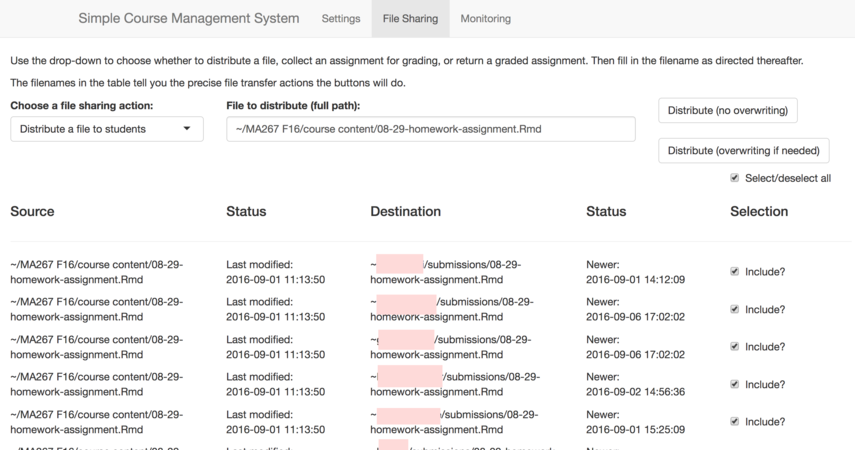 Simple Course Management System Settings File Sharing Monitoring
Use the drop-down to choose whether to distribute a file, collect an assignment for grading, or return a graded assignment. Then fill in the filename as directed thereafter.
The filenames in the table tell you the precise file transfer actions the buttons will do.
Choose a file sharing action: File to distribute (full path):
Distribute (no overwriting)
Distribute a file to students ~/MA267 F16/course content/08-29-homework-assignment.Rmd
Distribute (overwriting if needed)
Select/deselect all
Source Status Destination Status Selection
~/MA267 F16/course content/08-29- Last modified: ~ /submissions/08-29- Newer:
homework-assignment.Rmd 2016-09-01 11:13:50 homework-assignment.Rmd 2016-09-01 14:12:09 Include?
~/MA267 F16/course content/08-29- Last modified: ~ /submissions/08-29- Newer:
homework-assignment.Rmd 2016-09-01 11:13:50 homework-assignment.Rmd 2016-09-06 17:02:02 Include?
~/MA267 F16/course content/08-29- Last modified: ~ /submissions/08-29- Newer:
homework-assignment.Rmd 2016-09-01 11:13:50 homework-assignment.Rmd 2016-09-06 17:02:02 Include?
~/MA267 F16/course content/08-29- Last modified: ~ /submissions/08-29- Newer:
homework-assignment.Rmd 2016-09-01 11:13:50 homework-assignment.Rmd 2016-09-02 14:56:36 Include?
~/MA267 F16/course content/08-29- Last modified: ~ /submissions/08-29- Newer:
homework-assignment.Rmd 2016-09-01 11:13:50 homework-assignment.Rmd 2016-09-01 15:25:09 Include?